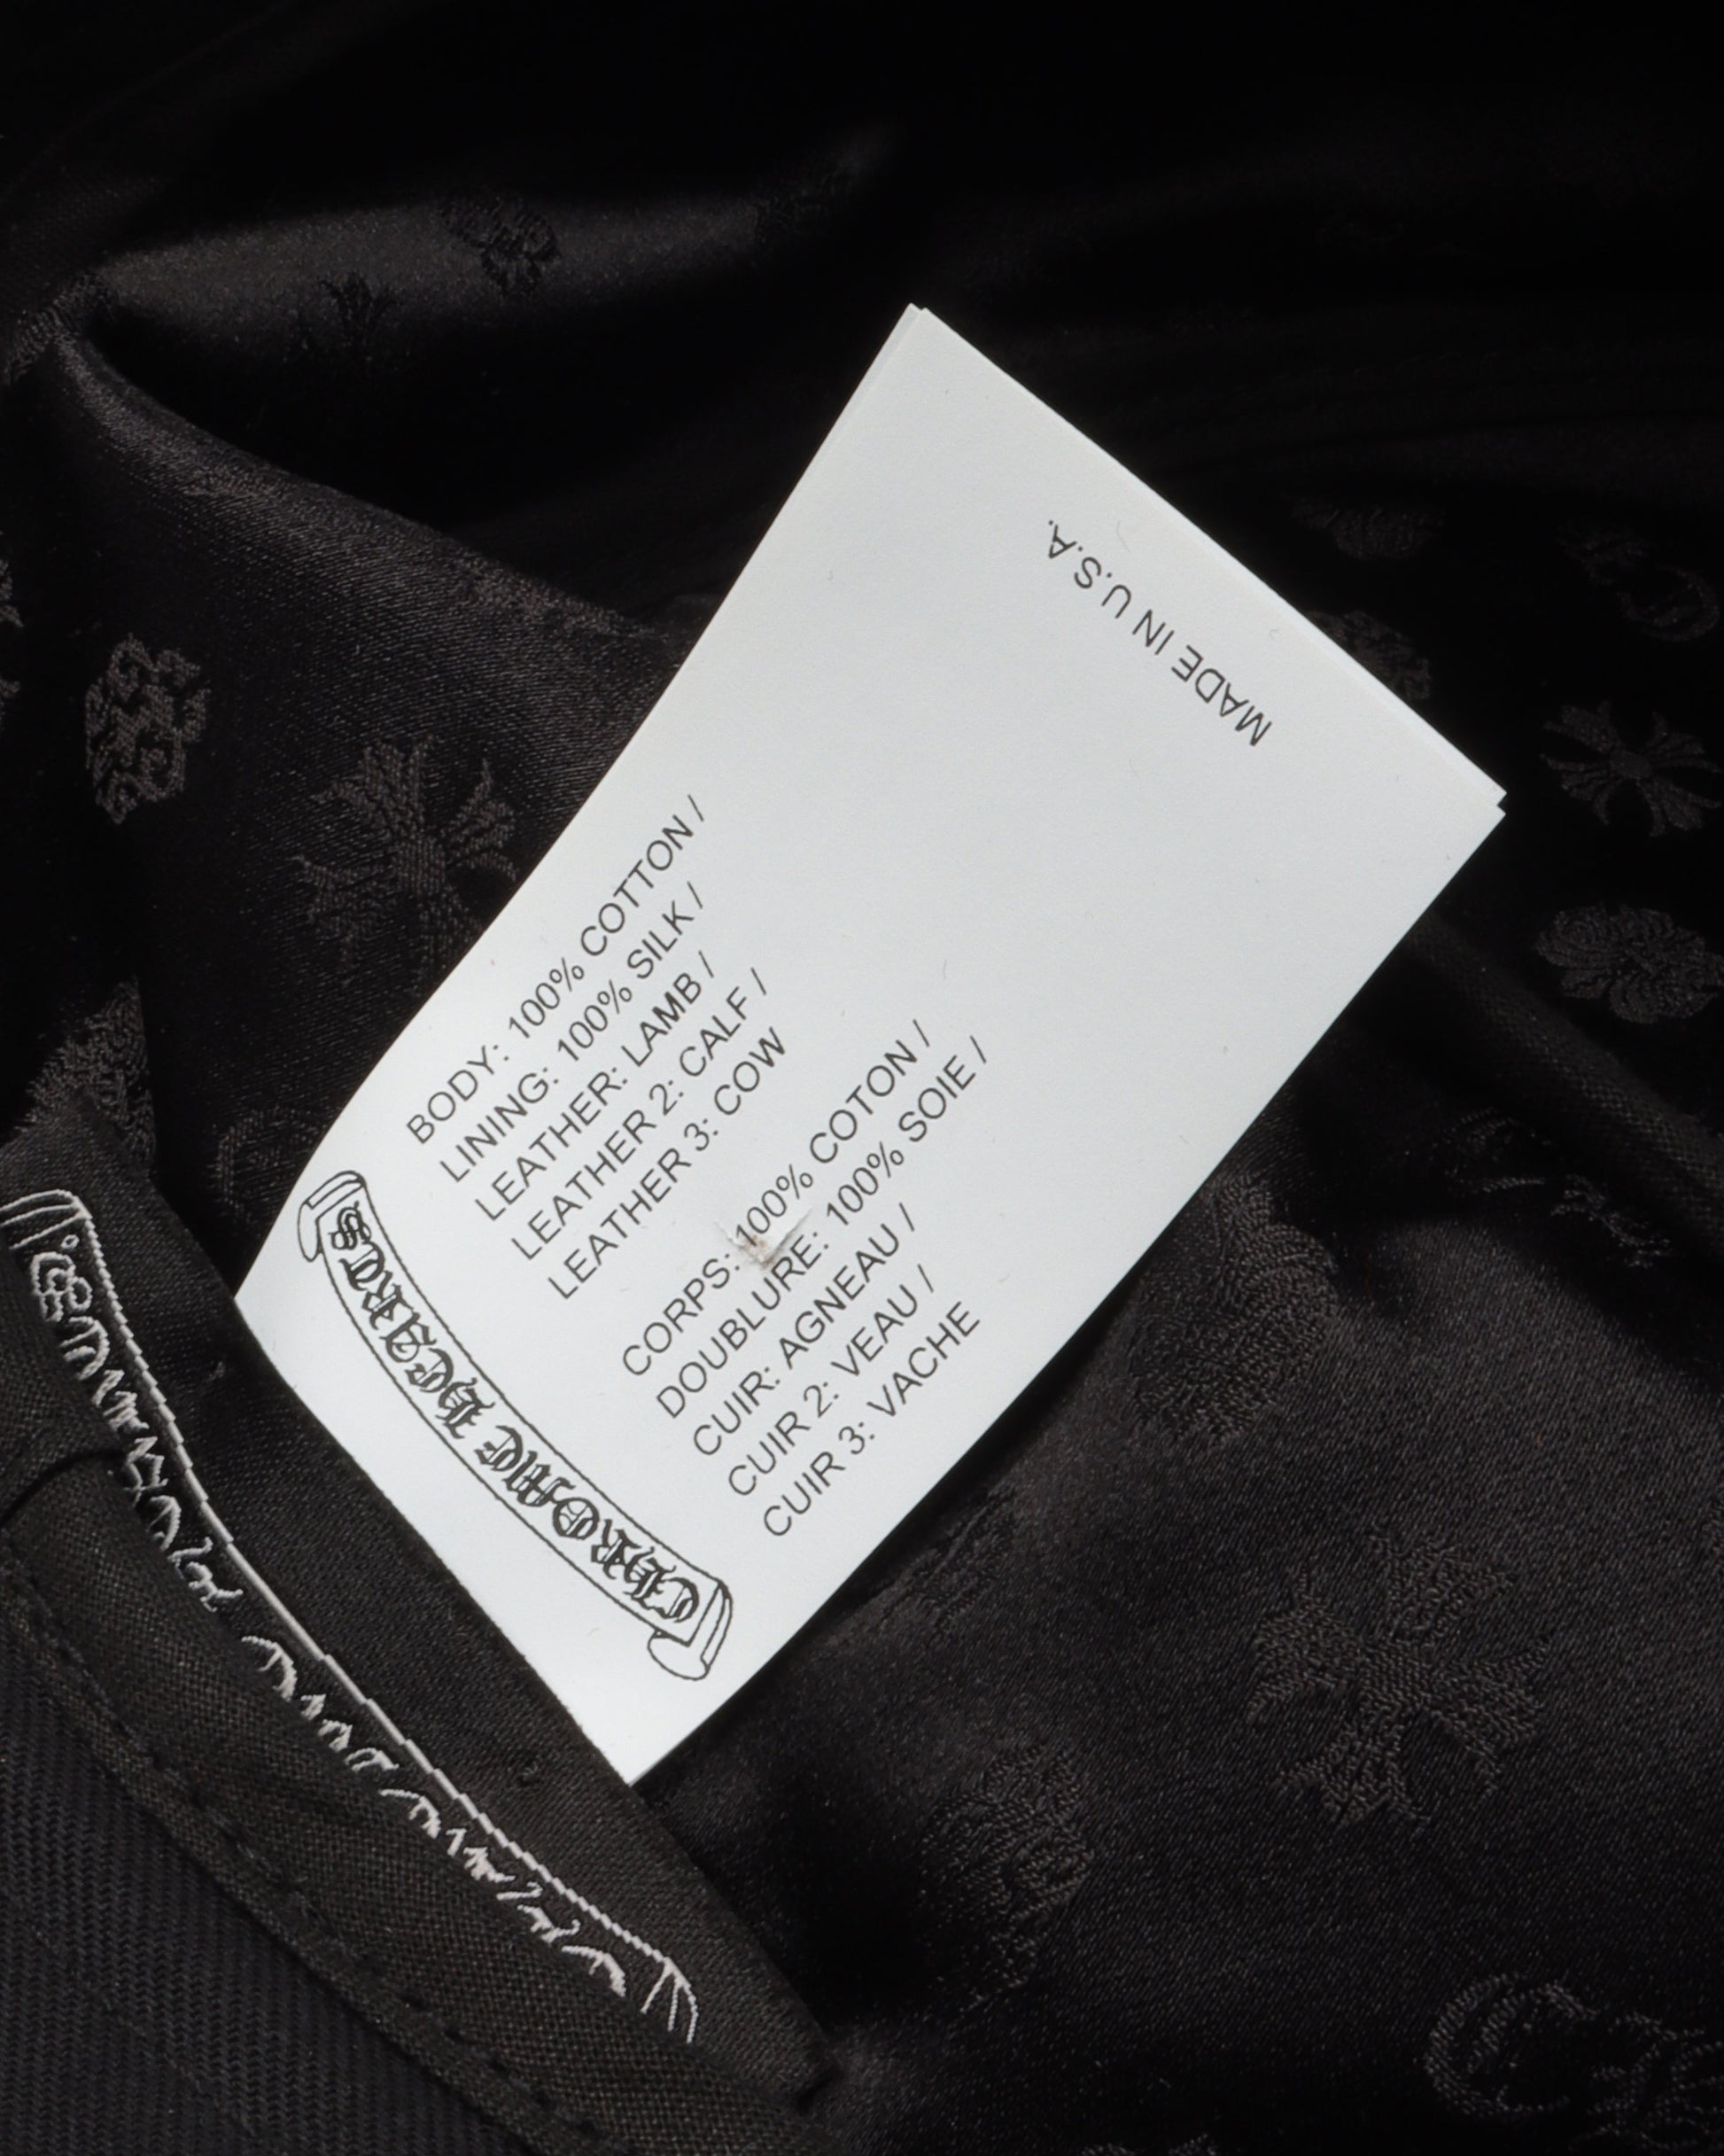 CHROME HEARTS
BODY: 100% COTTON /
LINING: 100% SILK /
LEATHER: LAMB /
LEATHER 2: CALF /
LEATHER 3: COW
CORPS: 100% COTON /
DOUBLURE: 100% SOIE /
CUIR: AGNEAU /
CUIR 2: VEAU /
CUIR 3: VACHE
MADE IN U.S.A.